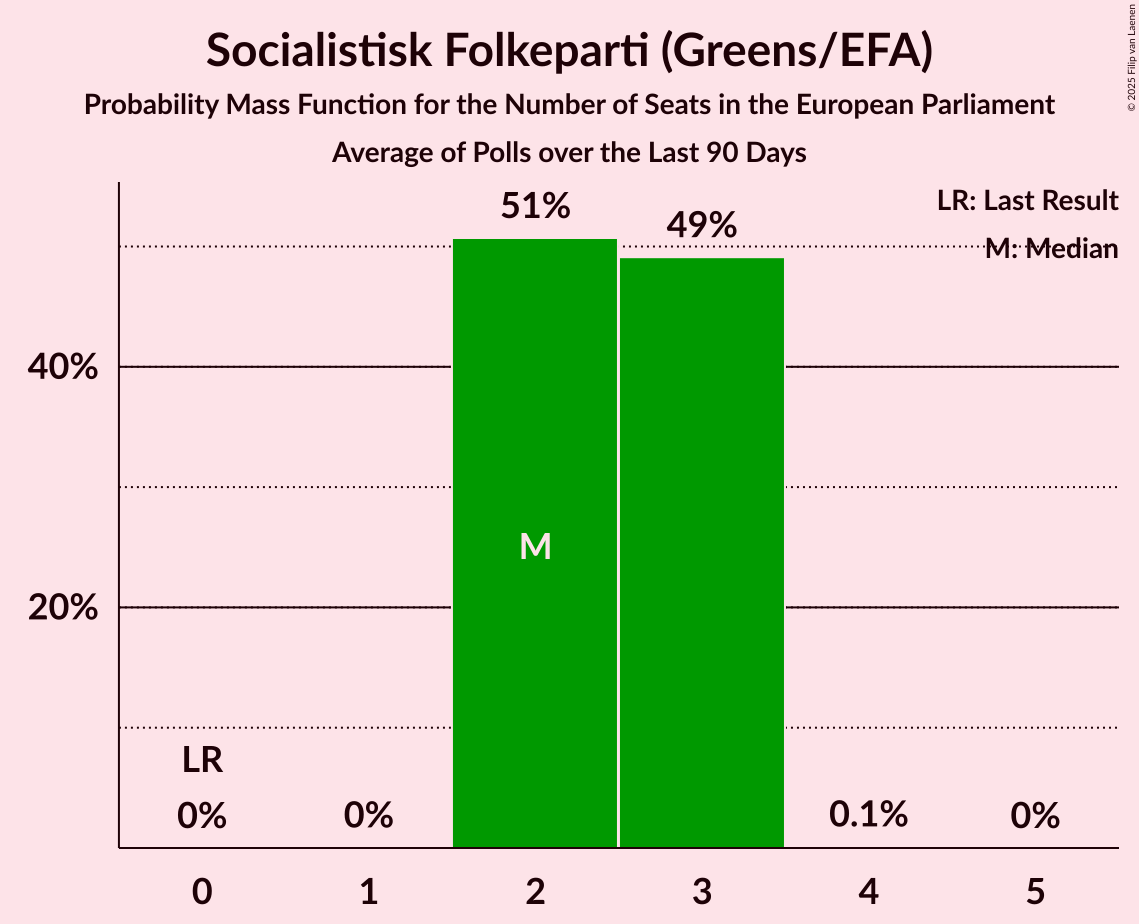 Socialistisk Folkeparti (Greens/EFA)
Probability Mass Function for the Number of Seats in the European Parliament
Average of Polls over the Last 90 Days
© 2025 Filip van Laenen
LR: Last Result
M: Median
51%
49%
40%
20%
M
LR
0%
0%
0.1%
0%
0
1
2
3
4
5